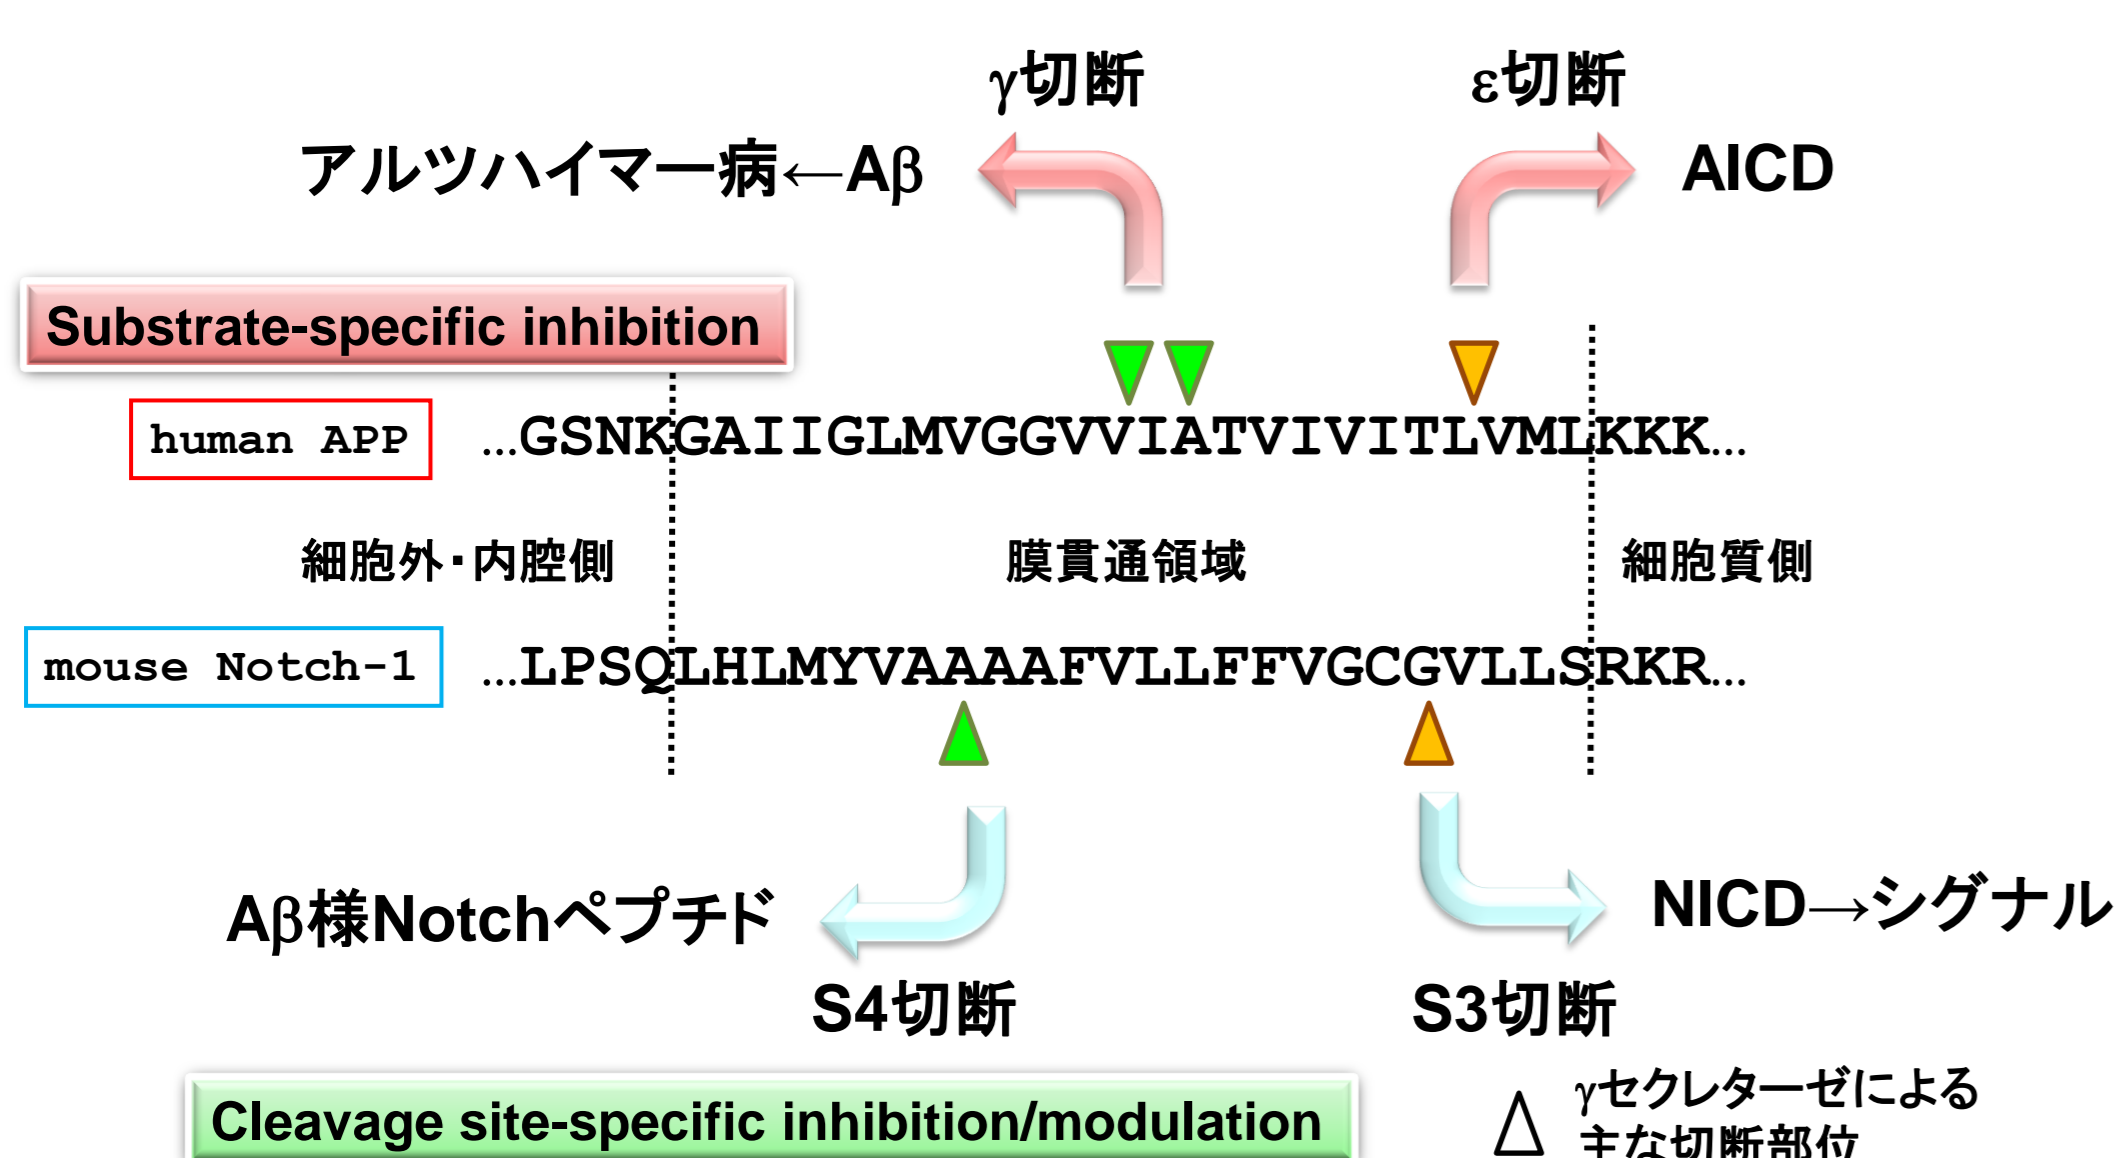 γ切断
ε切断
アルツハイマー病←Aβ
AICD
Substrate-specific inhibition
human APP
…GSNKGAIIGLMVGGVVIATVIVITLVMLKKK…
細胞外・内腔側
膜貫通領域
細胞質側
mouse Notch-1
…LPSQLHLMYVAAAAFVLLFFVGCGVLLSRKR…
Aβ様Notchペプチド
NICD→シグナル
S4切断
S3切断
Cleavage site-specific inhibition/modulation
γセクレターゼによる
主な切断部位